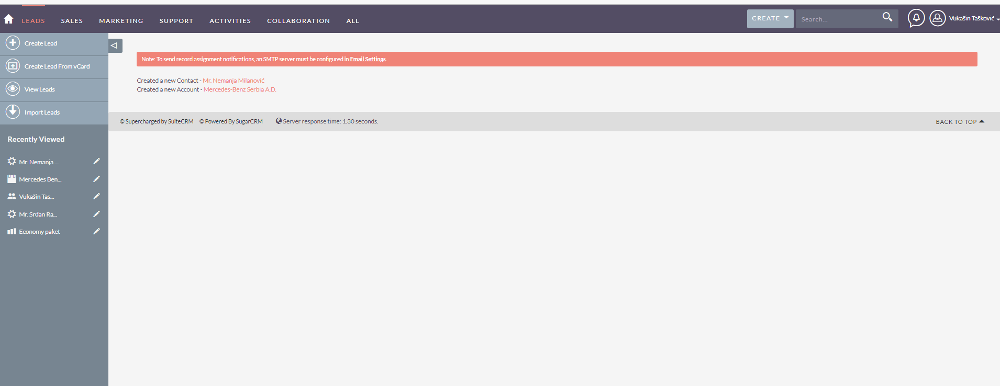 LEADS SALES MARKETING SUPPORT ACTIVITIES COLLABORATION ALL CREATE Search... Vukašin Tašković
Create Lead
Create Lead From vCard
View Leads
Import Leads
Recently Viewed
Mr. Nemanja ...
Mercedes Ben...
Vukašin Tas...
Mr. Srđan Ra...
Economy paket
Note: To send record assignment notifications, an SMTP server must be configured in Email Settings.
Created a new Contact - Mr. Nemanja Milanović
Created a new Account - Mercedes-Benz Serbia A.D.
© Supercharged by SuiteCRM © Powered By SugarCRM Server response time: 1.30 seconds. BACK TO TOP